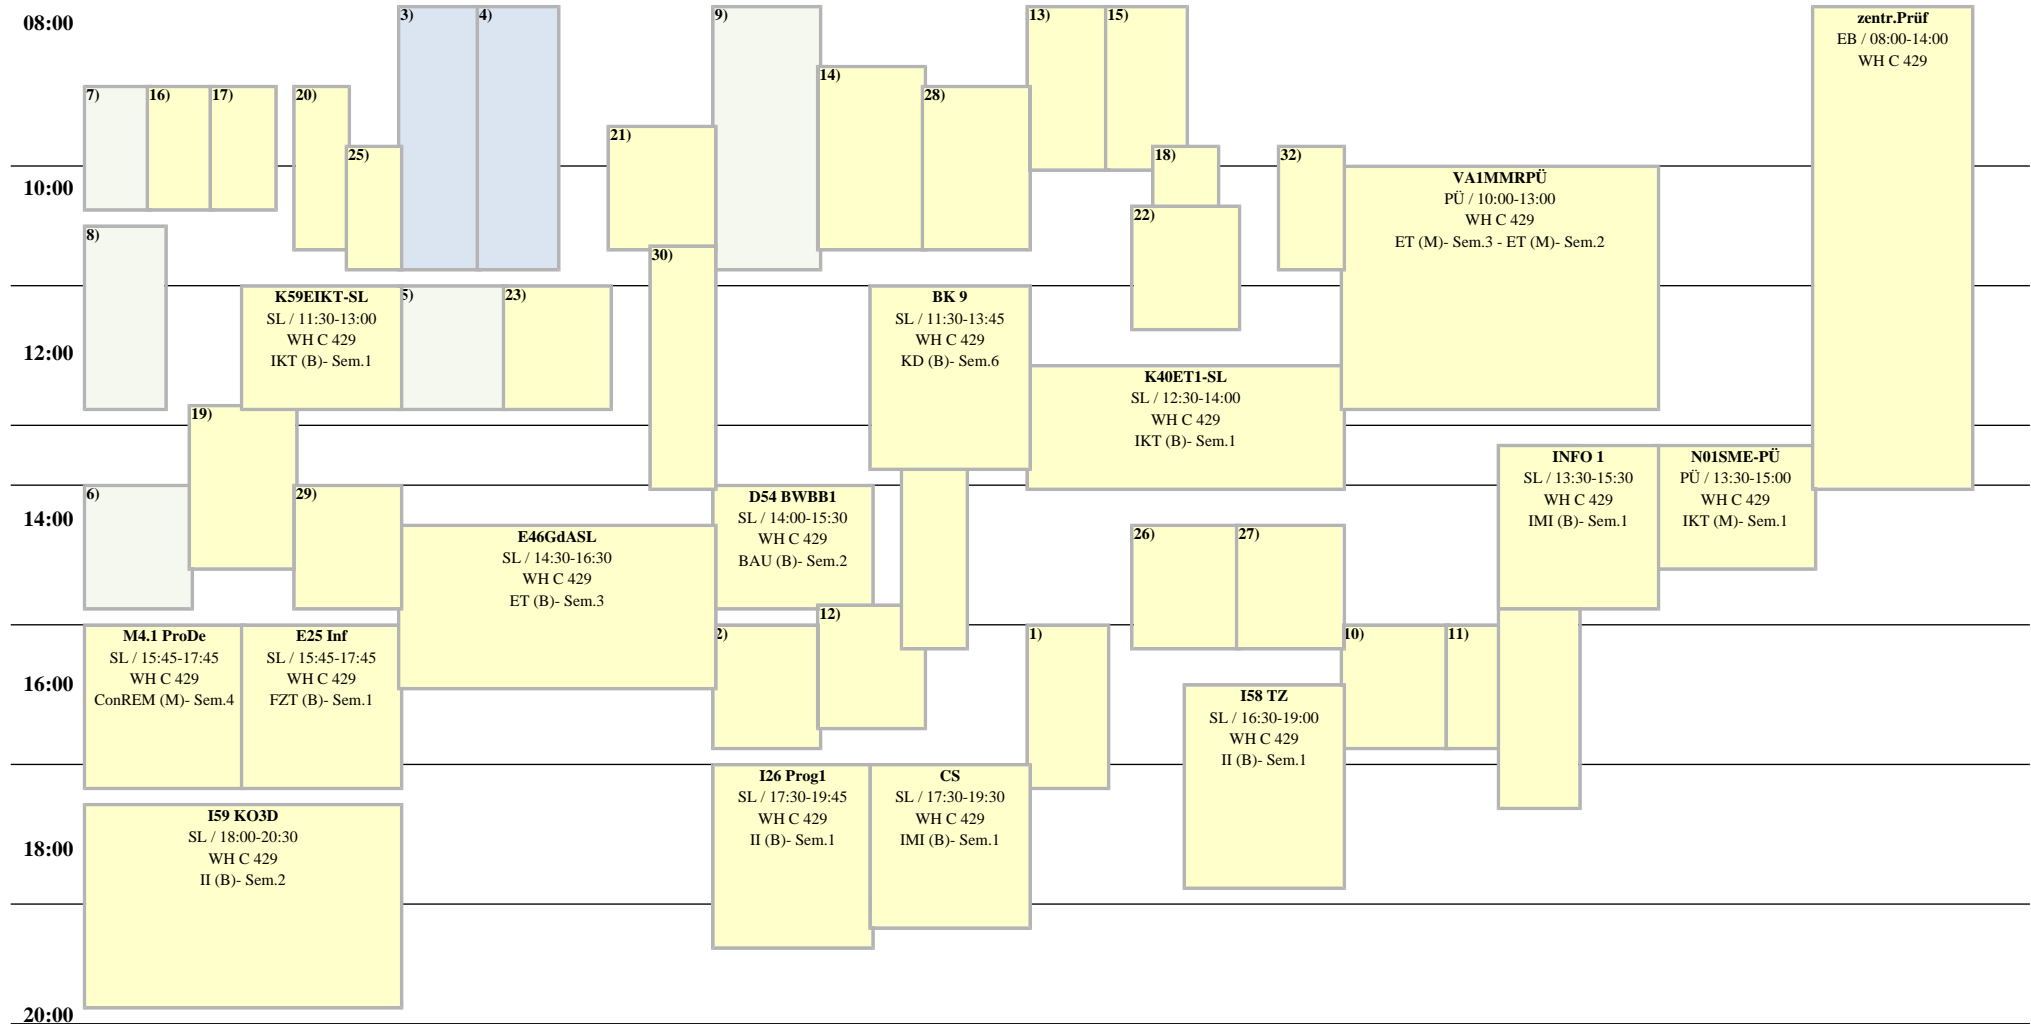 08:00
3)
4)
9)
13)
15)
zentr.Prüf
EB / 08:00-14:00
WH C 429
14)
7)
16)
17)
20)
28)
21)
25)
18)
32)
10:00
VA1MMRPÜ
PÜ / 10:00-13:00
WH C 429
ET (M)- Sem.3 - ET (M)- Sem.2
22)
8)
30)
K59EIKT-SL
SL / 11:30-13:00
WH C 429
IKT (B)- Sem.1
5)
23)
BK 9
SL / 11:30-13:45
WH C 429
KD (B)- Sem.6
12:00
K40ET1-SL
SL / 12:30-14:00
WH C 429
IKT (B)- Sem.1
19)
INFO 1
SL / 13:30-15:30
WH C 429
IMI (B)- Sem.1
N01SME-PÜ
PÜ / 13:30-15:00
WH C 429
IKT (M)- Sem.1
6)
29)
D54 BWBB1
SL / 14:00-15:30
WH C 429
BAU (B)- Sem.2
14:00
E46GdASL
SL / 14:30-16:30
WH C 429
ET (B)- Sem.3
26)
27)
12)
M4.1 ProDe
SL / 15:45-17:45
WH C 429
ConREM (M)- Sem.4
E25 Inf
SL / 15:45-17:45
WH C 429
FZT (B)- Sem.1
2)
1)
10)
11)
16:00
I58 TZ
SL / 16:30-19:00
WH C 429
II (B)- Sem.1
I26 Prog1
SL / 17:30-19:45
WH C 429
II (B)- Sem.1
CS
SL / 17:30-19:30
WH C 429
IMI (B)- Sem.1
I59 KO3D
SL / 18:00-20:30
WH C 429
II (B)- Sem.2
18:00
20:00